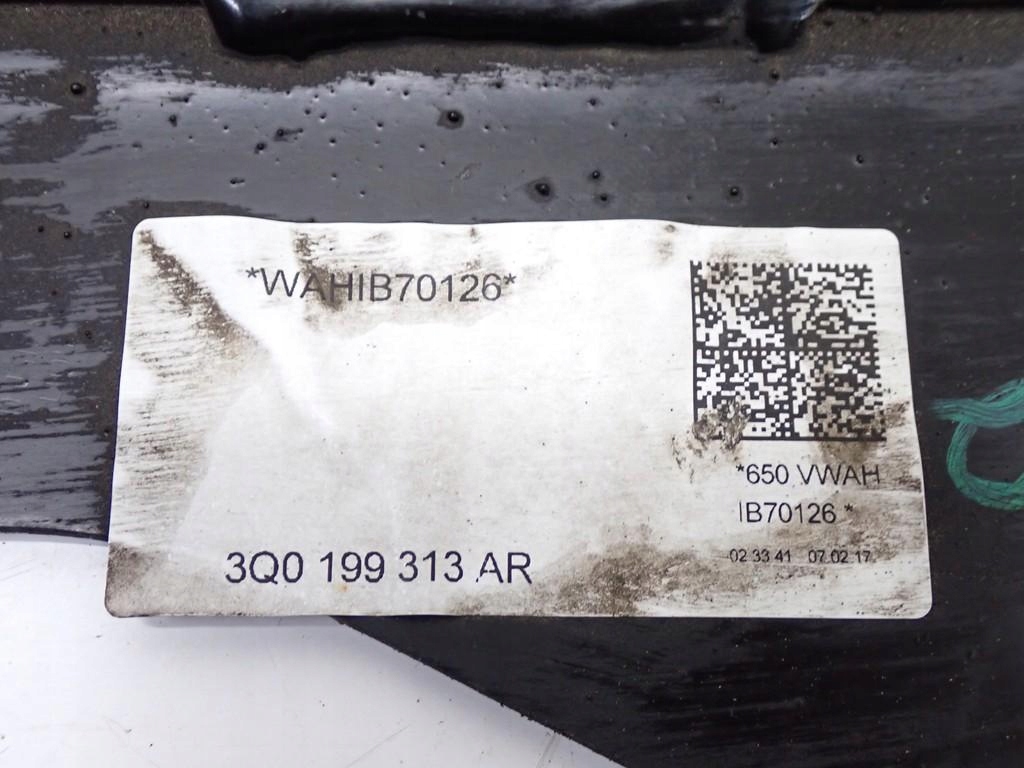 *WAHIB70126*
*650 VWAH
IB70126 *
02 33 41 07.02 17
3Q0 199 313 AR